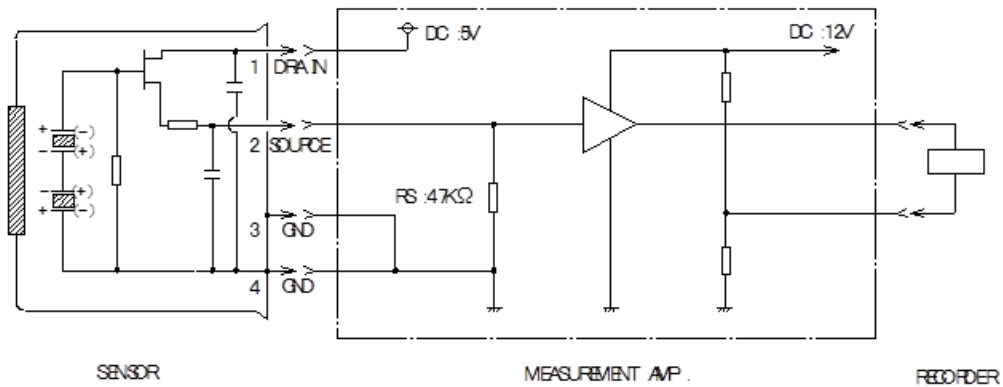 DC :5V
DC :12V
1 DRAIN
+ (-)
- (+)
2 SOURCE
- (+)
+ (-)
RS :47KΩ
3 GND
4 GND
SENSOR
MEASUREMENT AMP .
RECORDER